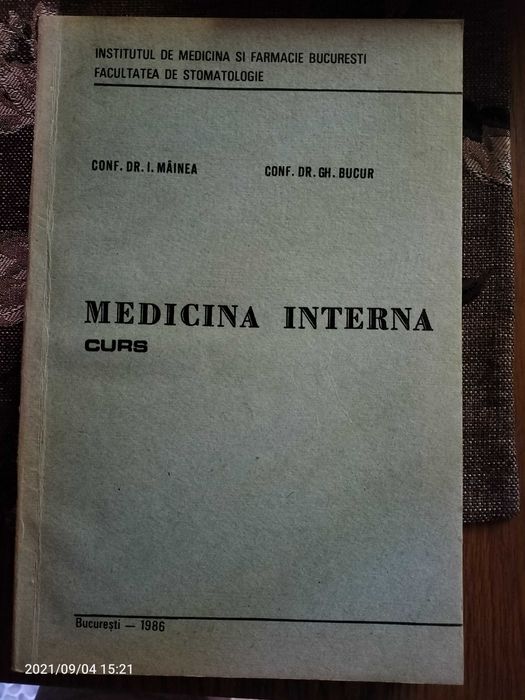 INSTITUTUL DE MEDICINA SI FARMACIE BUCURESTI
FACULTATEA DE STOMATOLOGIE
CONF. DR. I. MÂINEA CONF. DR. GH. BUCUR
MEDICINA INTERNA
CURS
Bucureşti — 1986
2021/09/04 15:21